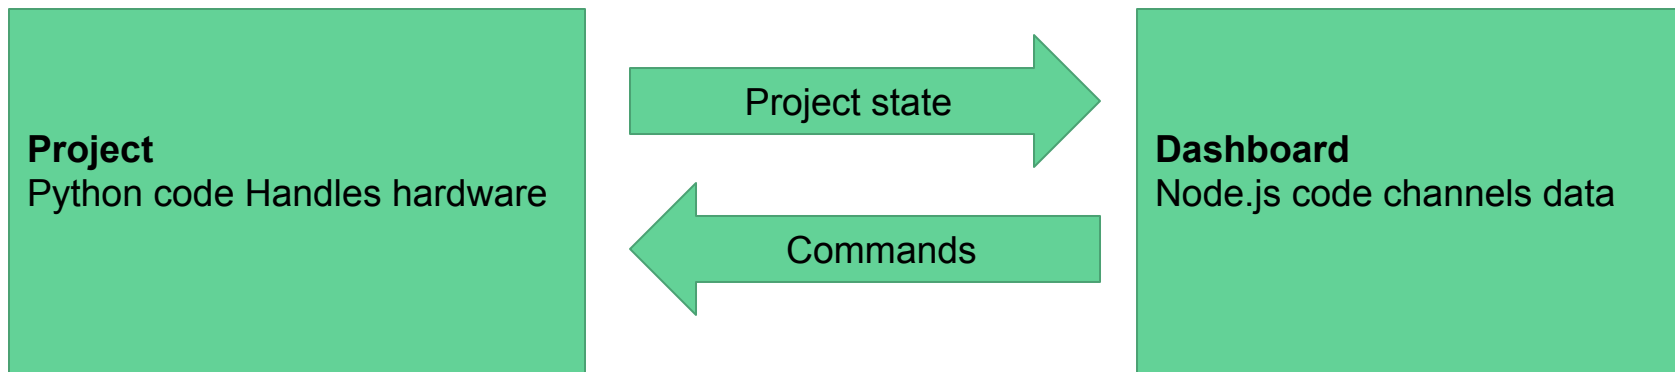 Project
Python code Handles hardware
Project state
Commands
Dashboard
Node.js code channels data